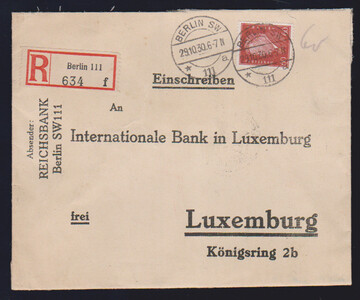 R
Berlin 111
634 f
BERLIN SW
29.10.30.6-7 N
* 111 a
Einschreiben
An
Absender:
REICHSBANK
Berlin SW111
Internationale Bank in Luxemburg
frei
Luxemburg
Königsring 2b